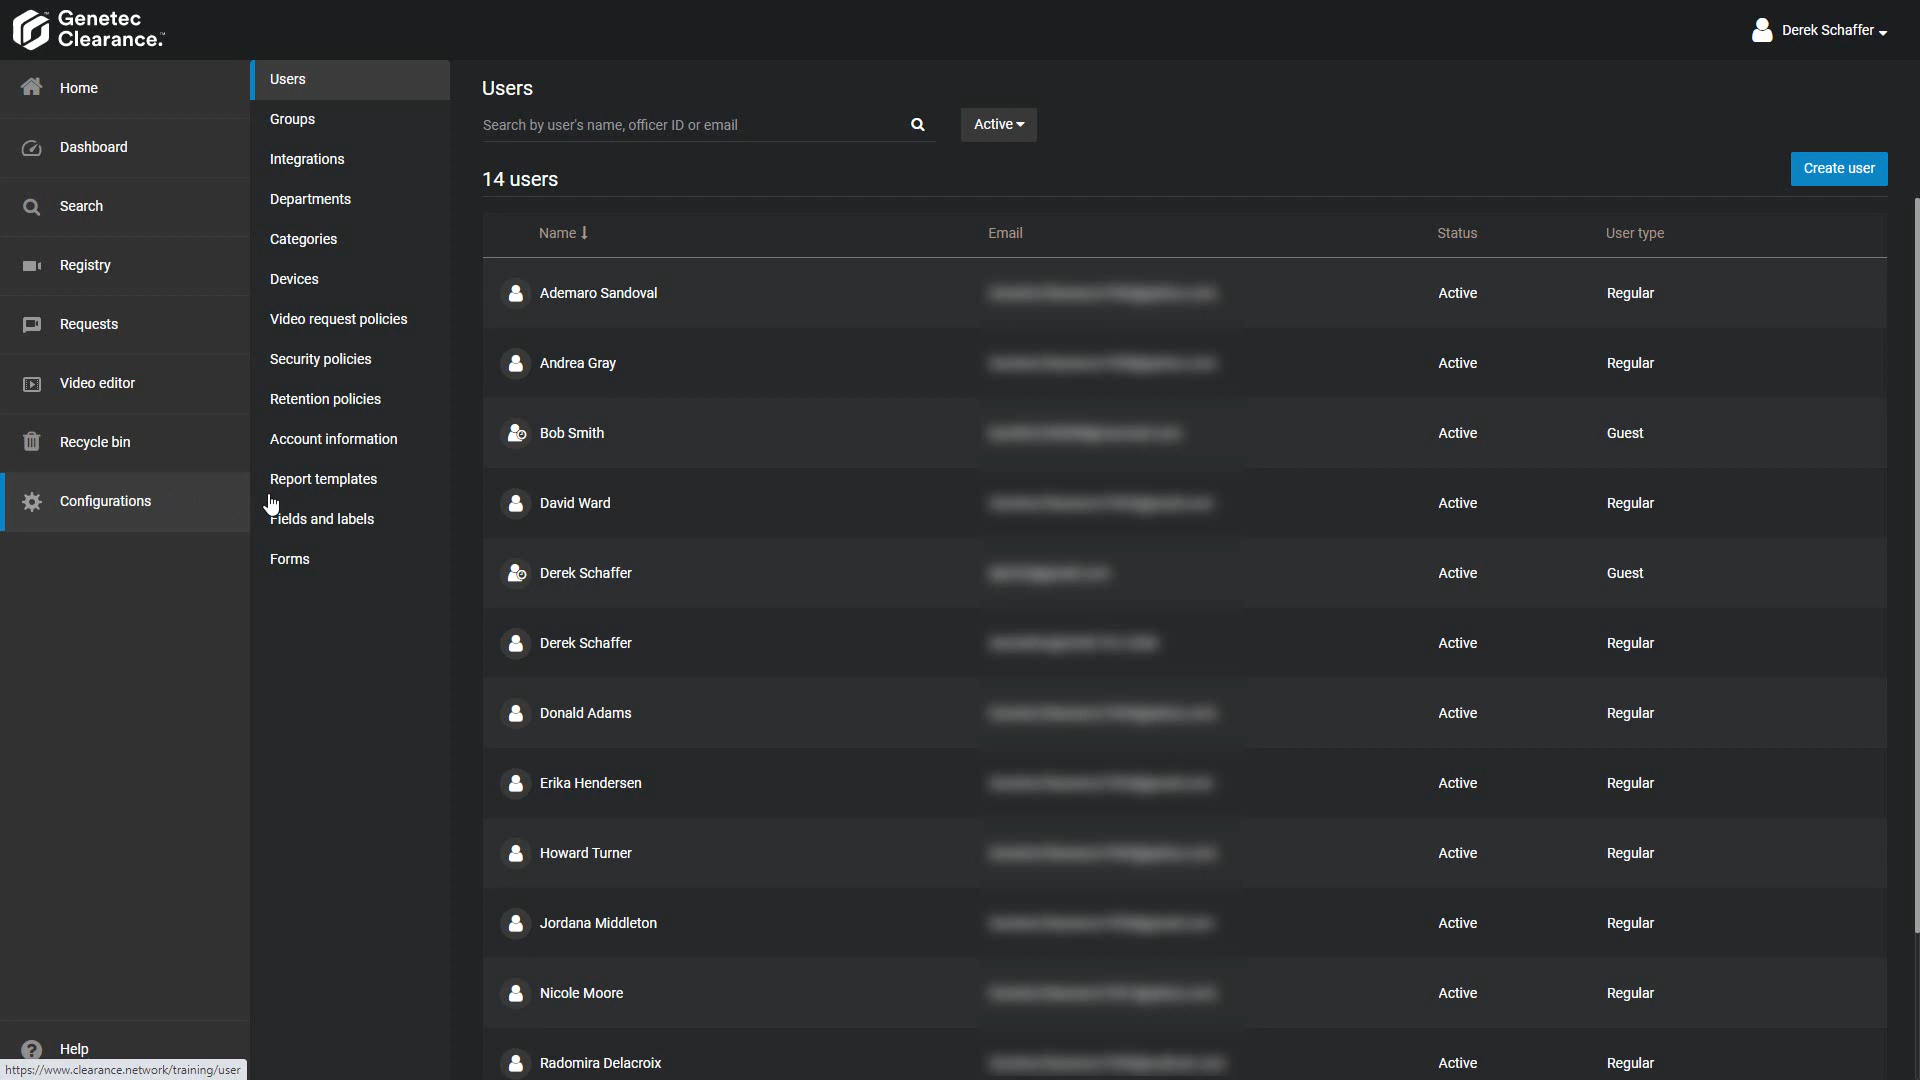 Genetec
Clearance.™
Derek Schaffer
Home
Dashboard
Search
Registry
Requests
Video editor
Recycle bin
Configurations
Help
https://www.clearance.network/training/user
Users
Groups
Integrations
Departments
Categories
Devices
Video request policies
Security policies
Retention policies
Account information
Report templates
Fields and labels
Forms
Users
Search by user's name, officer ID or email
Active
14 users
Create user
Name Email Status User type
Ademaro Sandoval Active Regular
Andrea Gray Active Regular
Bob Smith Active Guest
David Ward Active Regular
Derek Schaffer Active Guest
Derek Schaffer Active Regular
Donald Adams Active Regular
Erika Hendersen Active Regular
Howard Turner Active Regular
Jordana Middleton Active Regular
Nicole Moore Active Regular
Radomira Delacroix Active Regular